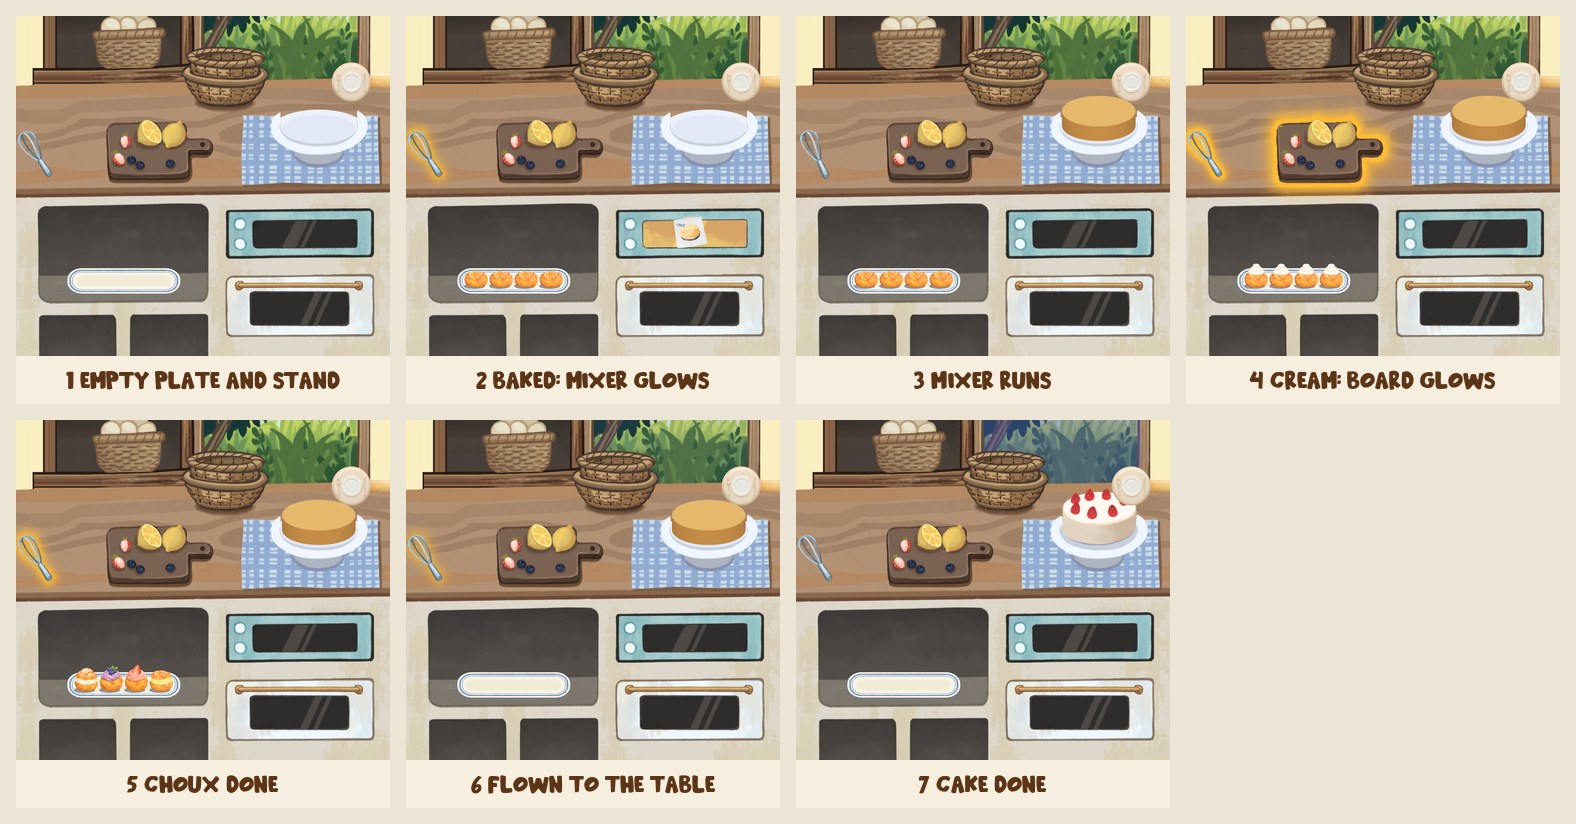 1 EMPTY PLATE AND STAND
2 BAKED: MIXER GLOWS
3 MIXER RUNS
4 CREAM: BOARD GLOWS
5 CHOUX DONE
6 FLOWN TO THE TABLE
7 CAKE DONE